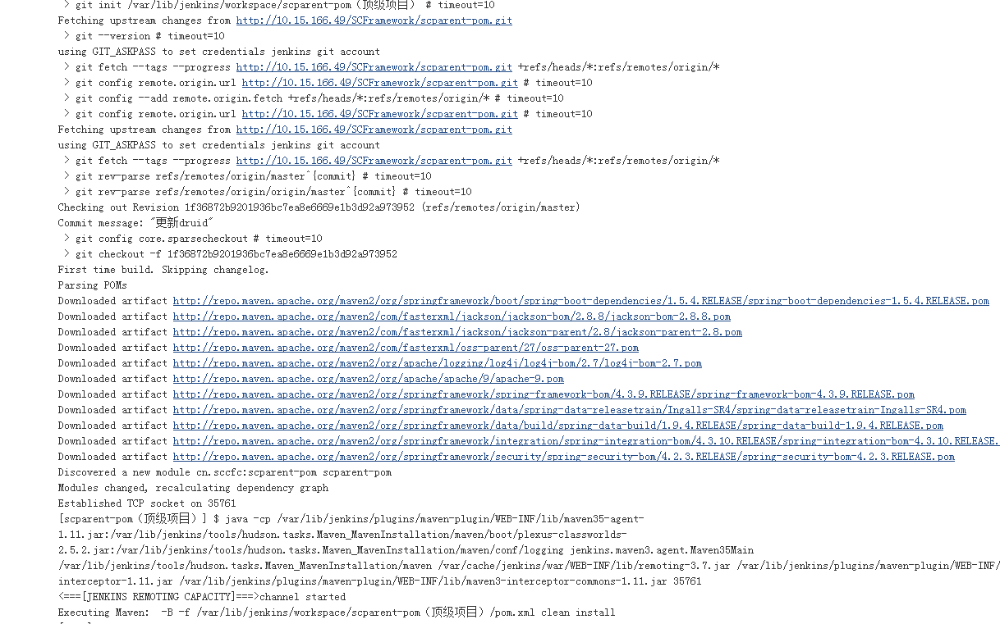 > git init /var/lib/jenkins/workspace/scparent-pom（顶级项目） # timeout=10
Fetching upstream changes from http://10.15.166.49/SCFramework/scparent-pom.git
> git --version # timeout=10
using GIT_ASKPASS to set credentials jenkins git account
> git fetch --tags --progress http://10.15.166.49/SCFramework/scparent-pom.git +refs/heads/*:refs/remotes/origin/*
> git config remote.origin.url http://10.15.166.49/SCFramework/scparent-pom.git # timeout=10
> git config --add remote.origin.fetch +refs/heads/*:refs/remotes/origin/* # timeout=10
> git config remote.origin.url http://10.15.166.49/SCFramework/scparent-pom.git # timeout=10
Fetching upstream changes from http://10.15.166.49/SCFramework/scparent-pom.git
using GIT_ASKPASS to set credentials jenkins git account
> git fetch --tags --progress http://10.15.166.49/SCFramework/scparent-pom.git +refs/heads/*:refs/remotes/origin/*
> git rev-parse refs/remotes/origin/master^{commit} # timeout=10
> git rev-parse refs/remotes/origin/origin/master^{commit} # timeout=10
Checking out Revision 1f36872b9201936bc7ea8e6669e1b3d92a973952 (refs/remotes/origin/master)
Commit message: "更新druid"
> git config core.sparsecheckout # timeout=10
> git checkout -f 1f36872b9201936bc7ea8e6669e1b3d92a973952
First time build. Skipping changelog.
Parsing POMs
Downloaded artifact http://repo.maven.apache.org/maven2/org/springframework/boot/spring-boot-dependencies/1.5.4.RELEASE/spring-boot-dependencies-1.5.4.RELEASE.pom
Downloaded artifact http://repo.maven.apache.org/maven2/com/fasterxml/jackson/jackson-bom/2.8.8/jackson-bom-2.8.8.pom
Downloaded artifact http://repo.maven.apache.org/maven2/com/fasterxml/jackson/jackson-parent/2.8/jackson-parent-2.8.pom
Downloaded artifact http://repo.maven.apache.org/maven2/com/fasterxml/oss-parent/27/oss-parent-27.pom
Downloaded artifact http://repo.maven.apache.org/maven2/org/apache/logging/log4j/log4j-bom/2.7/log4j-bom-2.7.pom
Downloaded artifact http://repo.maven.apache.org/maven2/org/apache/apache/9/apache-9.pom
Downloaded artifact http://repo.maven.apache.org/maven2/org/springframework/spring-framework-bom/4.3.9.RELEASE/spring-framework-bom-4.3.9.RELEASE.pom
Downloaded artifact http://repo.maven.apache.org/maven2/org/springframework/data/spring-data-releasetrain/Ingalls-SR4/spring-data-releasetrain-Ingalls-SR4.pom
Downloaded artifact http://repo.maven.apache.org/maven2/org/springframework/data/build/spring-data-build/1.9.4.RELEASE/spring-data-build-1.9.4.RELEASE.pom
Downloaded artifact http://repo.maven.apache.org/maven2/org/springframework/integration/spring-integration-bom/4.3.10.RELEASE/spring-integration-bom-4.3.10.RELEASE.
Downloaded artifact http://repo.maven.apache.org/maven2/org/springframework/security/spring-security-bom/4.2.3.RELEASE/spring-security-bom-4.2.3.RELEASE.pom
Discovered a new module cn.sccfc:scparent-pom scparent-pom
Modules changed, recalculating dependency graph
Established TCP socket on 35761
[scparent-pom（顶级项目）] $ java -cp /var/lib/jenkins/plugins/maven-plugin/WEB-INF/lib/maven35-agent-
1.11.jar:/var/lib/jenkins/tools/hudson.tasks.Maven_MavenInstallation/maven/boot/plexus-classworlds-
2.5.2.jar:/var/lib/jenkins/tools/hudson.tasks.Maven_MavenInstallation/maven/conf/logging jenkins.maven3.agent.Maven35Main
/var/lib/jenkins/tools/hudson.tasks.Maven_MavenInstallation/maven /var/cache/jenkins/war/WEB-INF/lib/remoting-3.7.jar /var/lib/jenkins/plugins/maven-plugin/WEB-INF/
interceptor-1.11.jar /var/lib/jenkins/plugins/maven-plugin/WEB-INF/lib/maven3-interceptor-commons-1.11.jar 35761
<===[JENKINS REMOTING CAPACITY]===>channel started
Executing Maven:  -B -f /var/lib/jenkins/workspace/scparent-pom（顶级项目）/pom.xml clean install